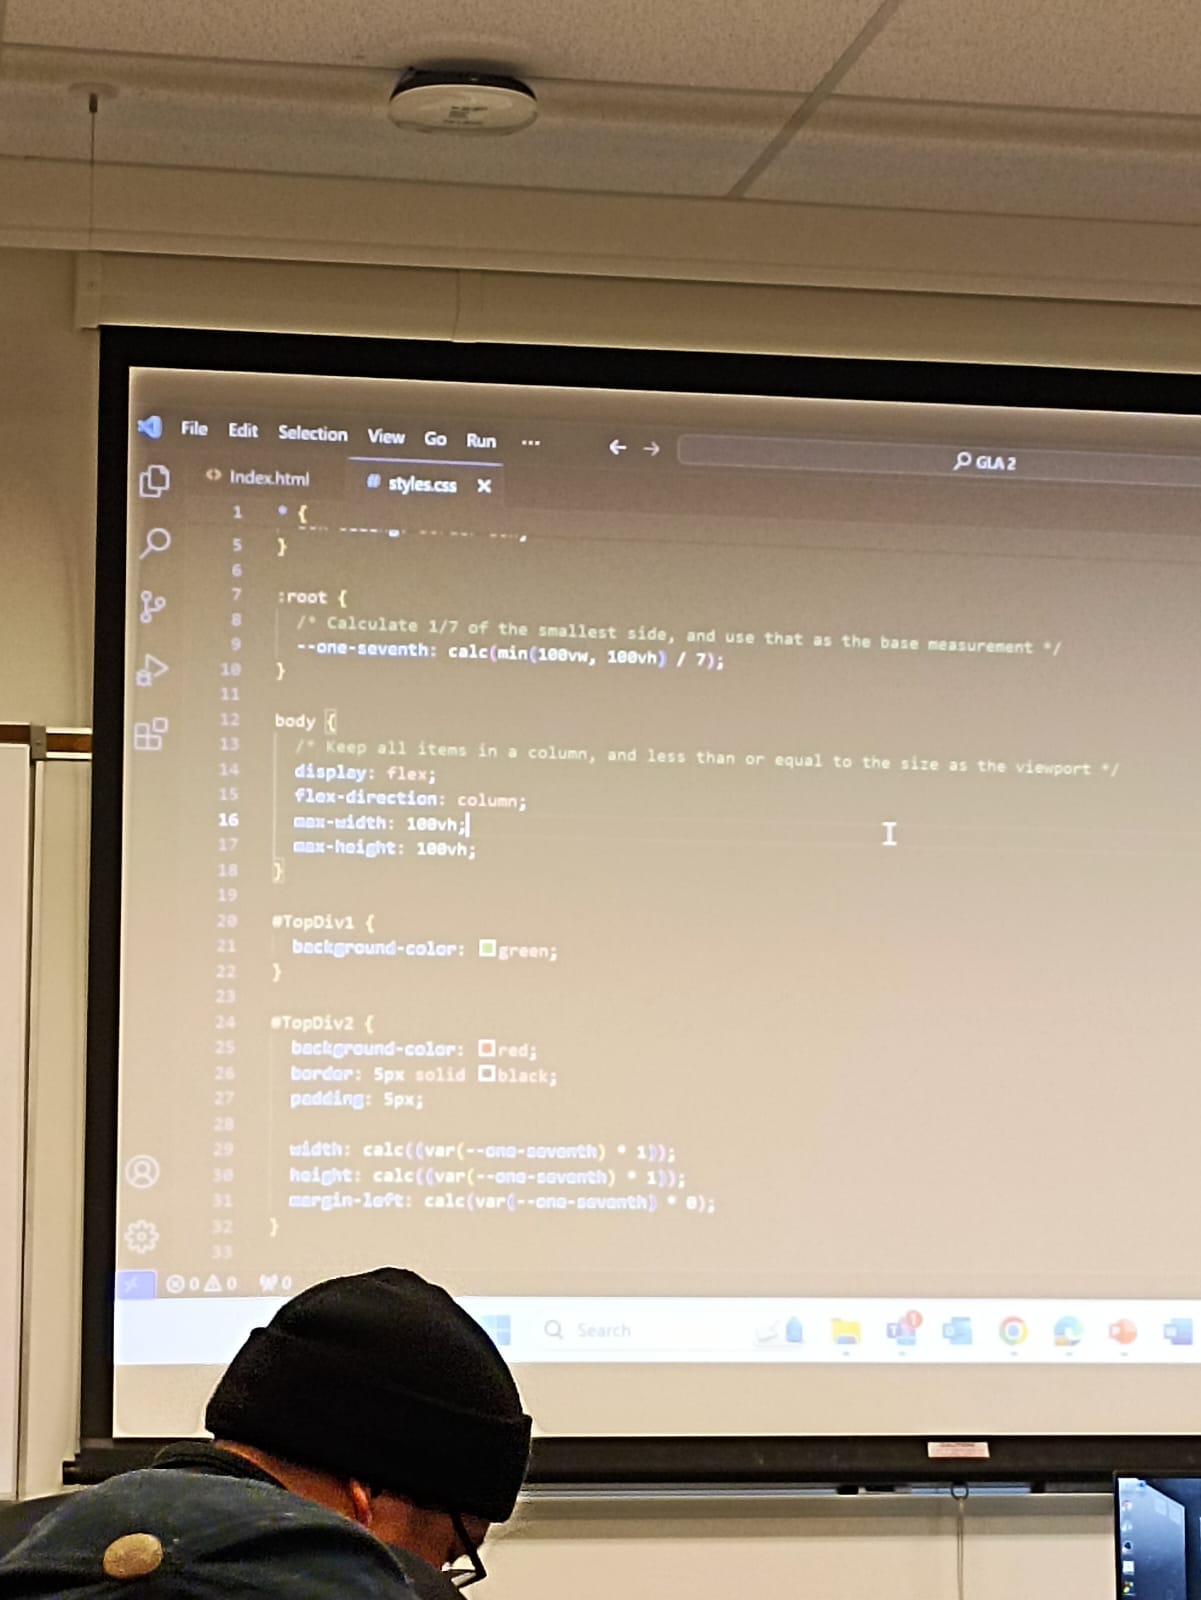 File Edit Selection View Go Run ...
GLA 2
Index.html
# styles.css
1 * {
5 }
6
7 :root {
8 /* Calculate 1/7 of the smallest side, and use that as the base measurement */
9 --one-seventh: calc(min(100vw, 100vh) / 7);
10 }
11
12 body {
13 /* Keep all items in a column, and less than or equal to the size as the viewport */
14 display: flex;
15 flex-direction: column;
16 max-width: 100vh;
17 max-height: 100vh;
18 }
19
20 #TopDiv1 {
21 background-color: green;
22 }
23
24 #TopDiv2 {
25 background-color: red;
26 border: 5px solid black;
27 padding: 5px;
28
29 width: calc((var(--one-seventh) * 1));
30 height: calc((var(--one-seventh) * 1));
31 margin-left: calc(var(--one-seventh) * 0);
32 }
33
0 0 0
Search